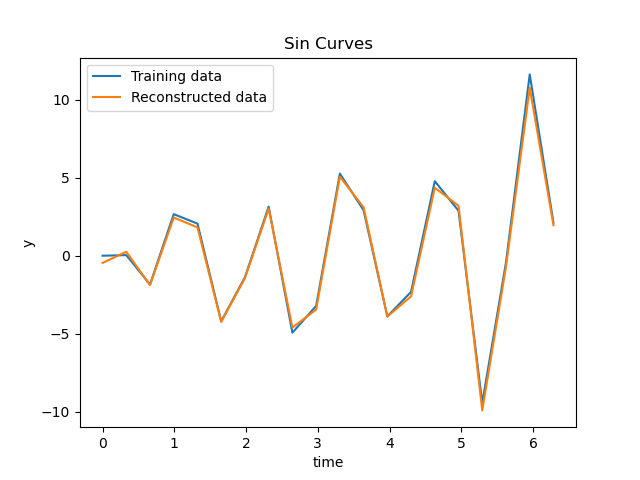 Sin Curves
Training data
Reconstructed data
10
5
0
−5
−10
y
0 1 2 3 4 5 6
time